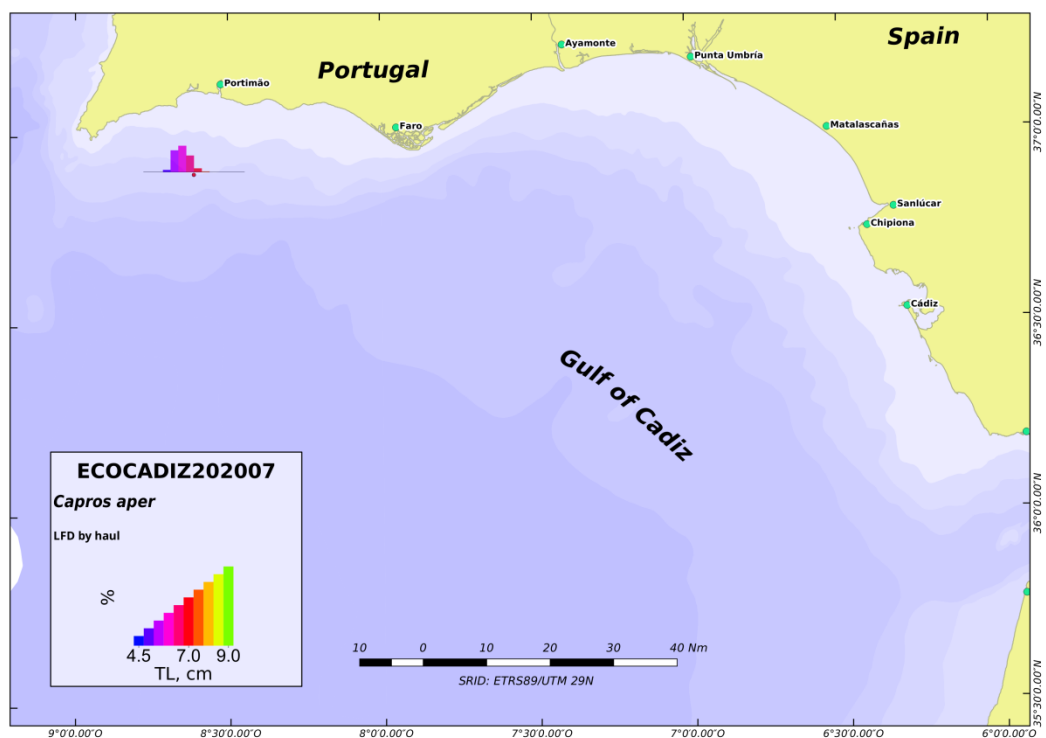 Spain
Portugal
Ayamonte
Punta Umbría
Portimão
Faro
Matalascañas
Sanlúcar
Chipiona
Cádiz
Gulf of Cadiz
37°0'0.00"N
36°30'0.00"N
36°0'0.00"N
35°30'0.00"N
ECOCADIZ202007
Capros aper
LFD by haul
%
4.5 7.0 9.0
TL, cm
10 0 10 20 30 40 Nm
SRID: ETRS89/UTM 29N
9°0'0.00"O 8°30'0.00"O 8°0'0.00"O 7°30'0.00"O 7°0'0.00"O 6°30'0.00"O 6°0'0.00"O